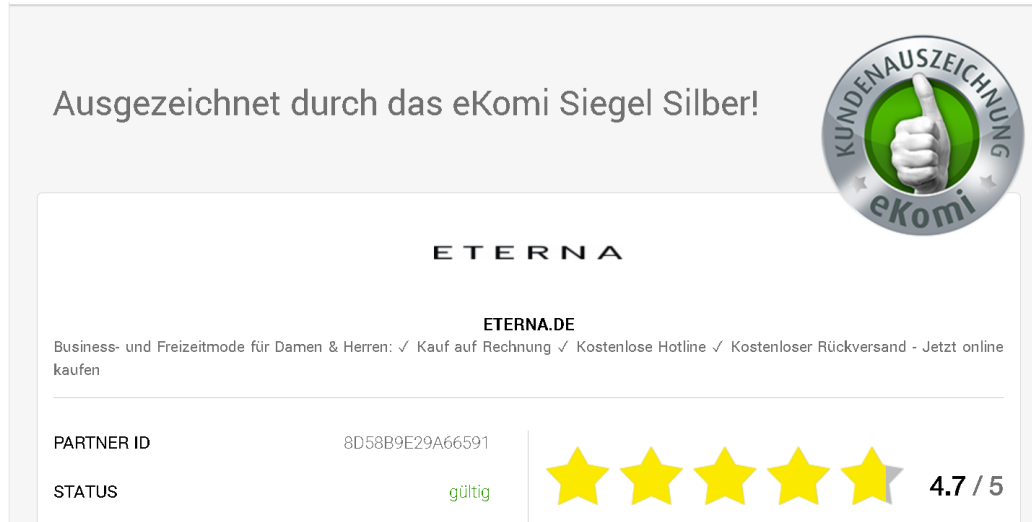 Ausgezeichnet durch das eKomi Siegel Silber!
KUNDENAUSZEICHNUNG
eKomi
ETERNA
ETERNA.DE
Business- und Freizeitmode für Damen & Herren: ✓ Kauf auf Rechnung ✓ Kostenlose Hotline ✓ Kostenloser Rückversand - Jetzt online
kaufen
PARTNER ID 8D58B9E29A66591
STATUS gültig
4.7 / 5